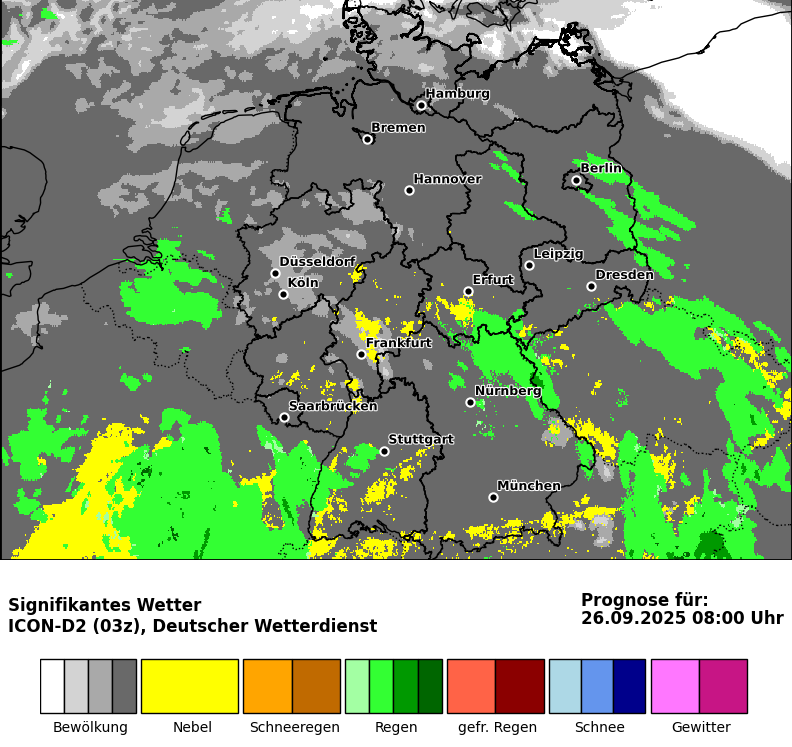 Hamburg
Bremen
Berlin
Hannover
Leipzig
Düsseldorf
Dresden
Erfurt
Köln
Frankfurt
Nürnberg
Saarbrücken
Stuttgart
München
Signifikantes Wetter
ICON-D2 (03z), Deutscher Wetterdienst
Prognose für:
26.09.2025 08:00 Uhr
Bewölkung Nebel Schneeregen Regen gefr. Regen Schnee Gewitter